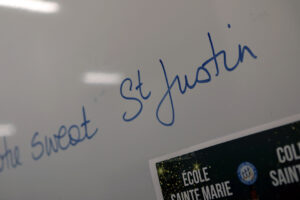 the sweat St Justin
ÉCOLE
SAINTE MARIE
COL
SAINT